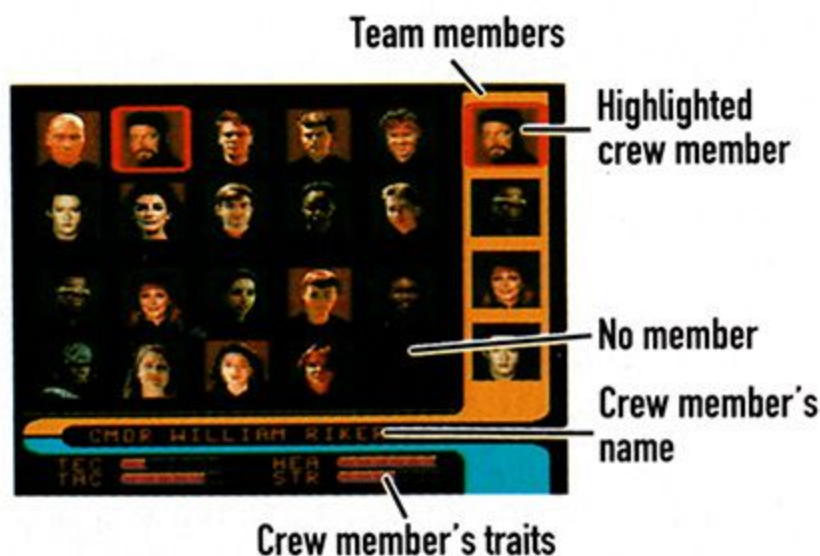 Team members
Highlighted
crew member
No member
Crew member's
name
CMDR WILLIAM RIKER
TEC HEA
TAC STR
Crew member's traits